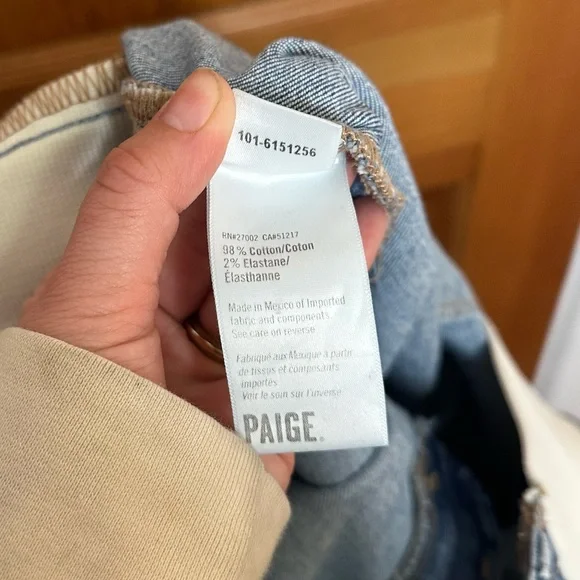 101-6151256
RN#27002 CA#51217
98% Cotton/Coton
2% Elastane/
Élasthanne
Made in Mexico of Imported
fabric and components
See care on reverse
Fabriqué aus Mexique à partir
de tissus et composants
importés
Voir le soin sur l'inverse
PAIGE.